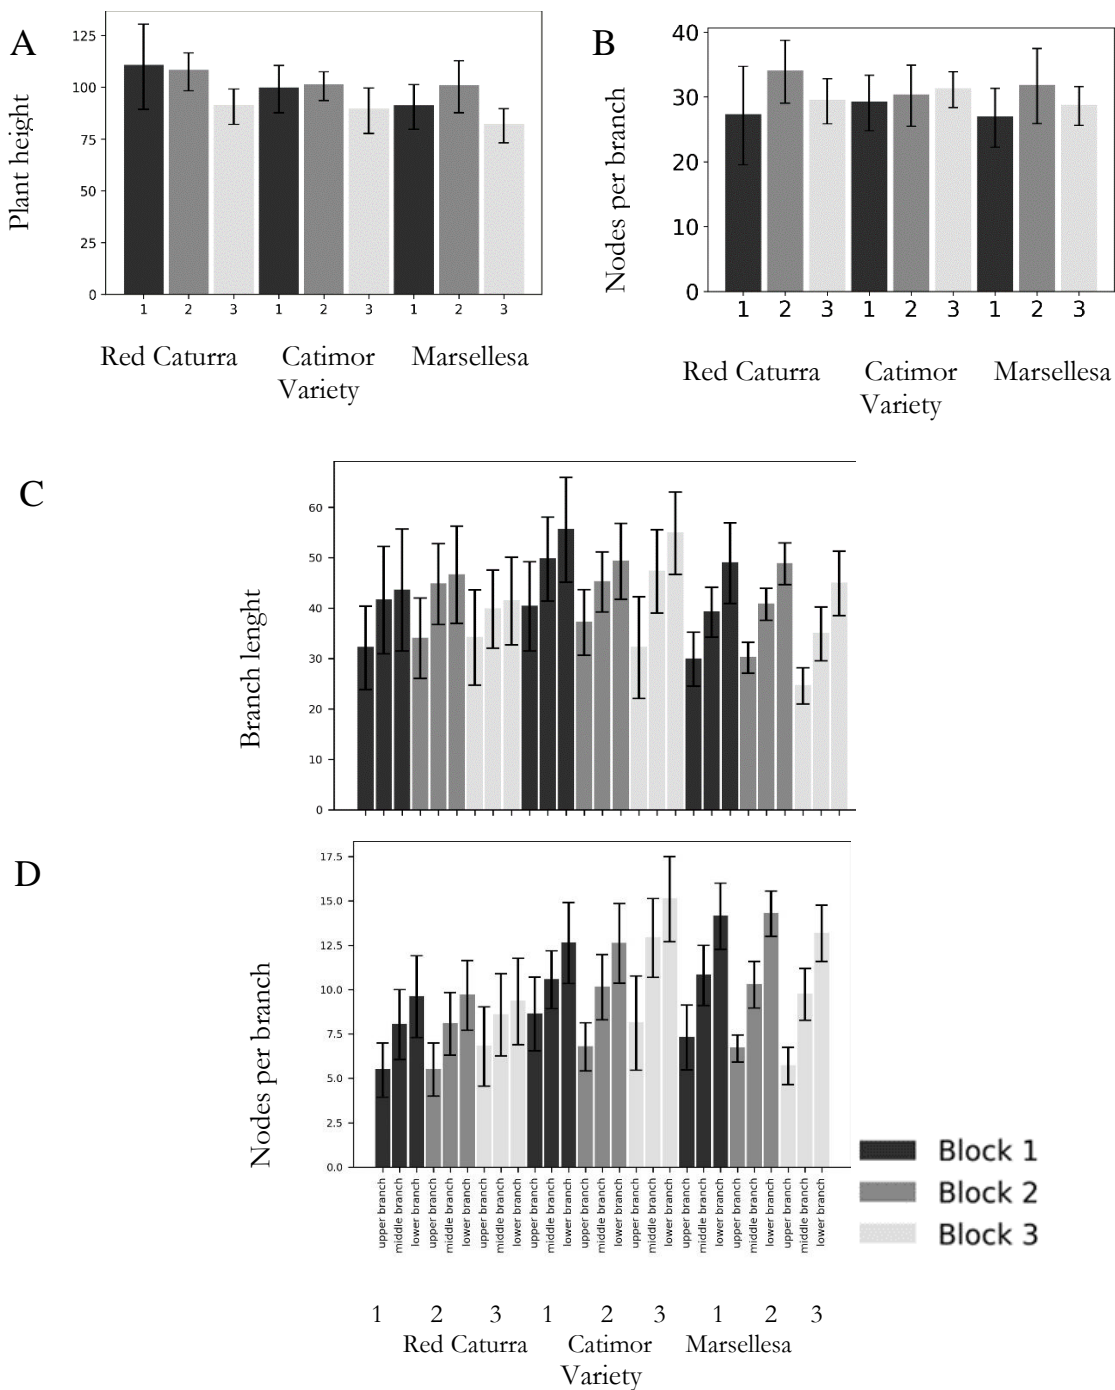 A
Plant height
125
100
75
50
25
0
1 2 3 1 2 3 1 2 3
Red Caturra Catimor Marsellesa
Variety
B
Nodes per branch
40
30
20
10
0
1 2 3 1 2 3 1 2 3
Red Caturra Catimor Marsellesa
Variety
C
Branch lenght
60
50
40
30
20
10
0
D
Nodes per branch
17.5
15.0
12.5
10.0
7.5
5.0
2.5
0.0
upper branch
middle branch
lower branch
upper branch
middle branch
lower branch
upper branch
middle branch
lower branch
upper branch
middle branch
lower branch
upper branch
middle branch
lower branch
upper branch
middle branch
lower branch
upper branch
middle branch
lower branch
upper branch
middle branch
lower branch
upper branch
middle branch
lower branch
1 2 3 1 2 3 1 2 3
Red Caturra Catimor Marsellesa
Variety
Block 1
Block 2
Block 3